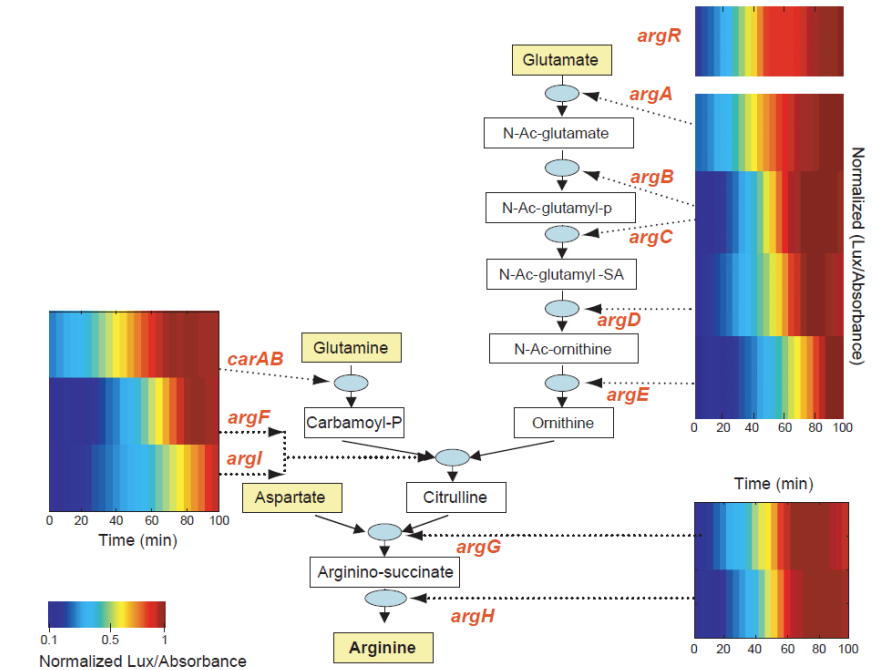 argR
Glutamate
argA
N-Ac-glutamate
argB
N-Ac-glutamyl-p
argC
N-Ac-glutamyl -SA
argD
N-Ac-ornithine
argE
Ornithine
Normalized (Lux/Absorbance)
0 20 40 60 80 100
Time (min)
carAB
Glutamine
Carbamoyl-P
argF
argI
0 20 40 60 80 100
Time (min)
Aspartate
Citrulline
argG
Arginino-succinate
argH
Arginine
0 20 40 60 80 100
0.1 0.5 1
Normalized Lux/Absorbance